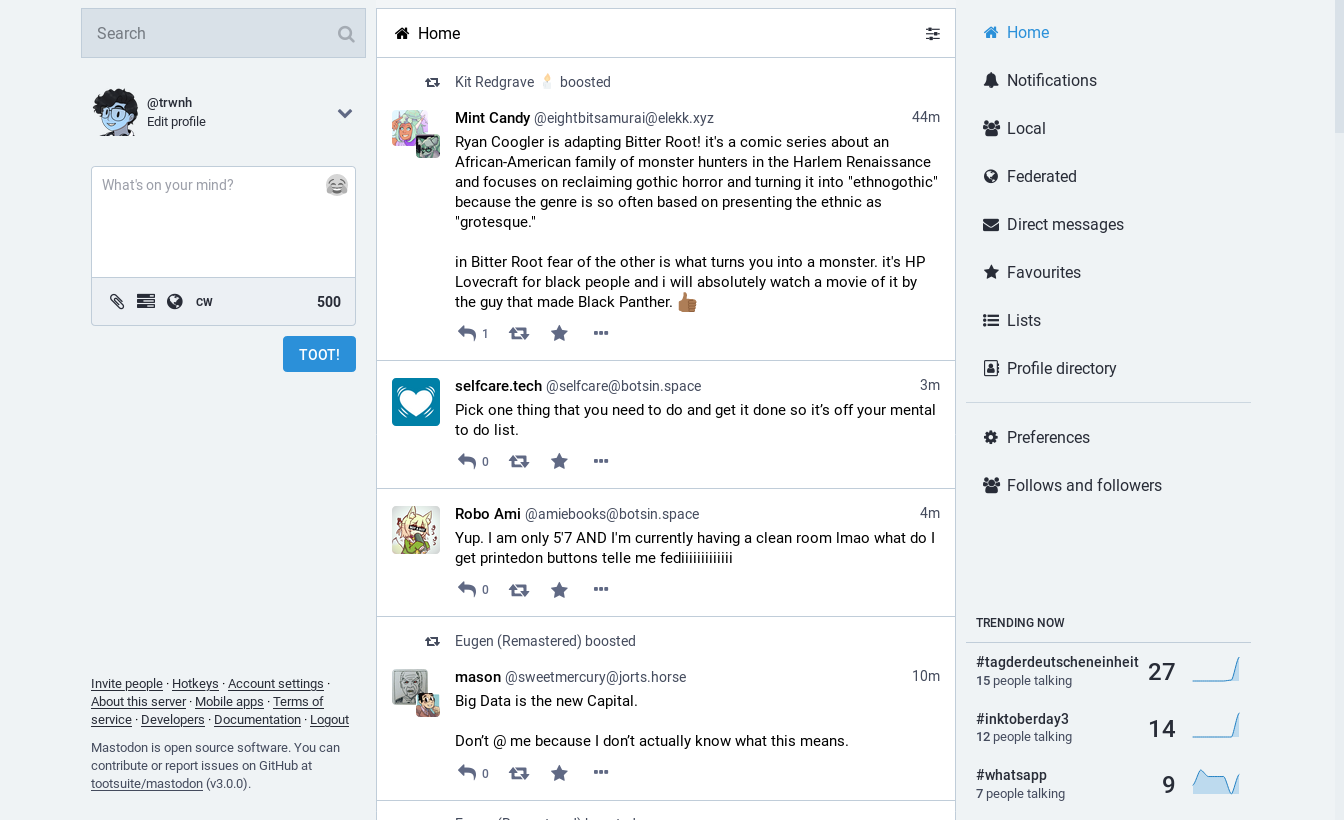 Search
@trwnh
Edit profile
What's on your mind?
CW
500
TOOT!
Invite people · Hotkeys · Account settings ·
About this server · Mobile apps · Terms of
service · Developers · Documentation · Logout
Mastodon is open source software. You can
contribute or report issues on GitHub at
tootsuite/mastodon (v3.0.0).
Home
Kit Redgrave boosted
Mint Candy @eightbitsamurai@elekk.xyz 44m
Ryan Coogler is adapting Bitter Root! it's a comic series about an
African-American family of monster hunters in the Harlem Renaissance
and focuses on reclaiming gothic horror and turning it into "ethnogothic"
because the genre is so often based on presenting the ethnic as
"grotesque."
in Bitter Root fear of the other is what turns you into a monster. it's HP
Lovecraft for black people and i will absolutely watch a movie of it by
the guy that made Black Panther. 👍🏾
1
selfcare.tech @selfcare@botsin.space 3m
Pick one thing that you need to do and get it done so it’s off your mental
to do list.
0
Robo Ami @amiebooks@botsin.space 4m
Yup. I am only 5'7 AND I'm currently having a clean room lmao what do I
get printedon buttons telle me fediiiiiiiiiiiii
0
Eugen (Remastered) boosted
mason @sweetmercury@jorts.horse 10m
Big Data is the new Capital.
Don’t @ me because I don’t actually know what this means.
0
Eugen (Remastered) boosted
Home
Notifications
Local
Federated
Direct messages
Favourites
Lists
Profile directory
Preferences
Follows and followers
TRENDING NOW
#tagderdeutscheneinheit 27
15 people talking
#inktoberday3 14
12 people talking
#whatsapp 9
7 people talking